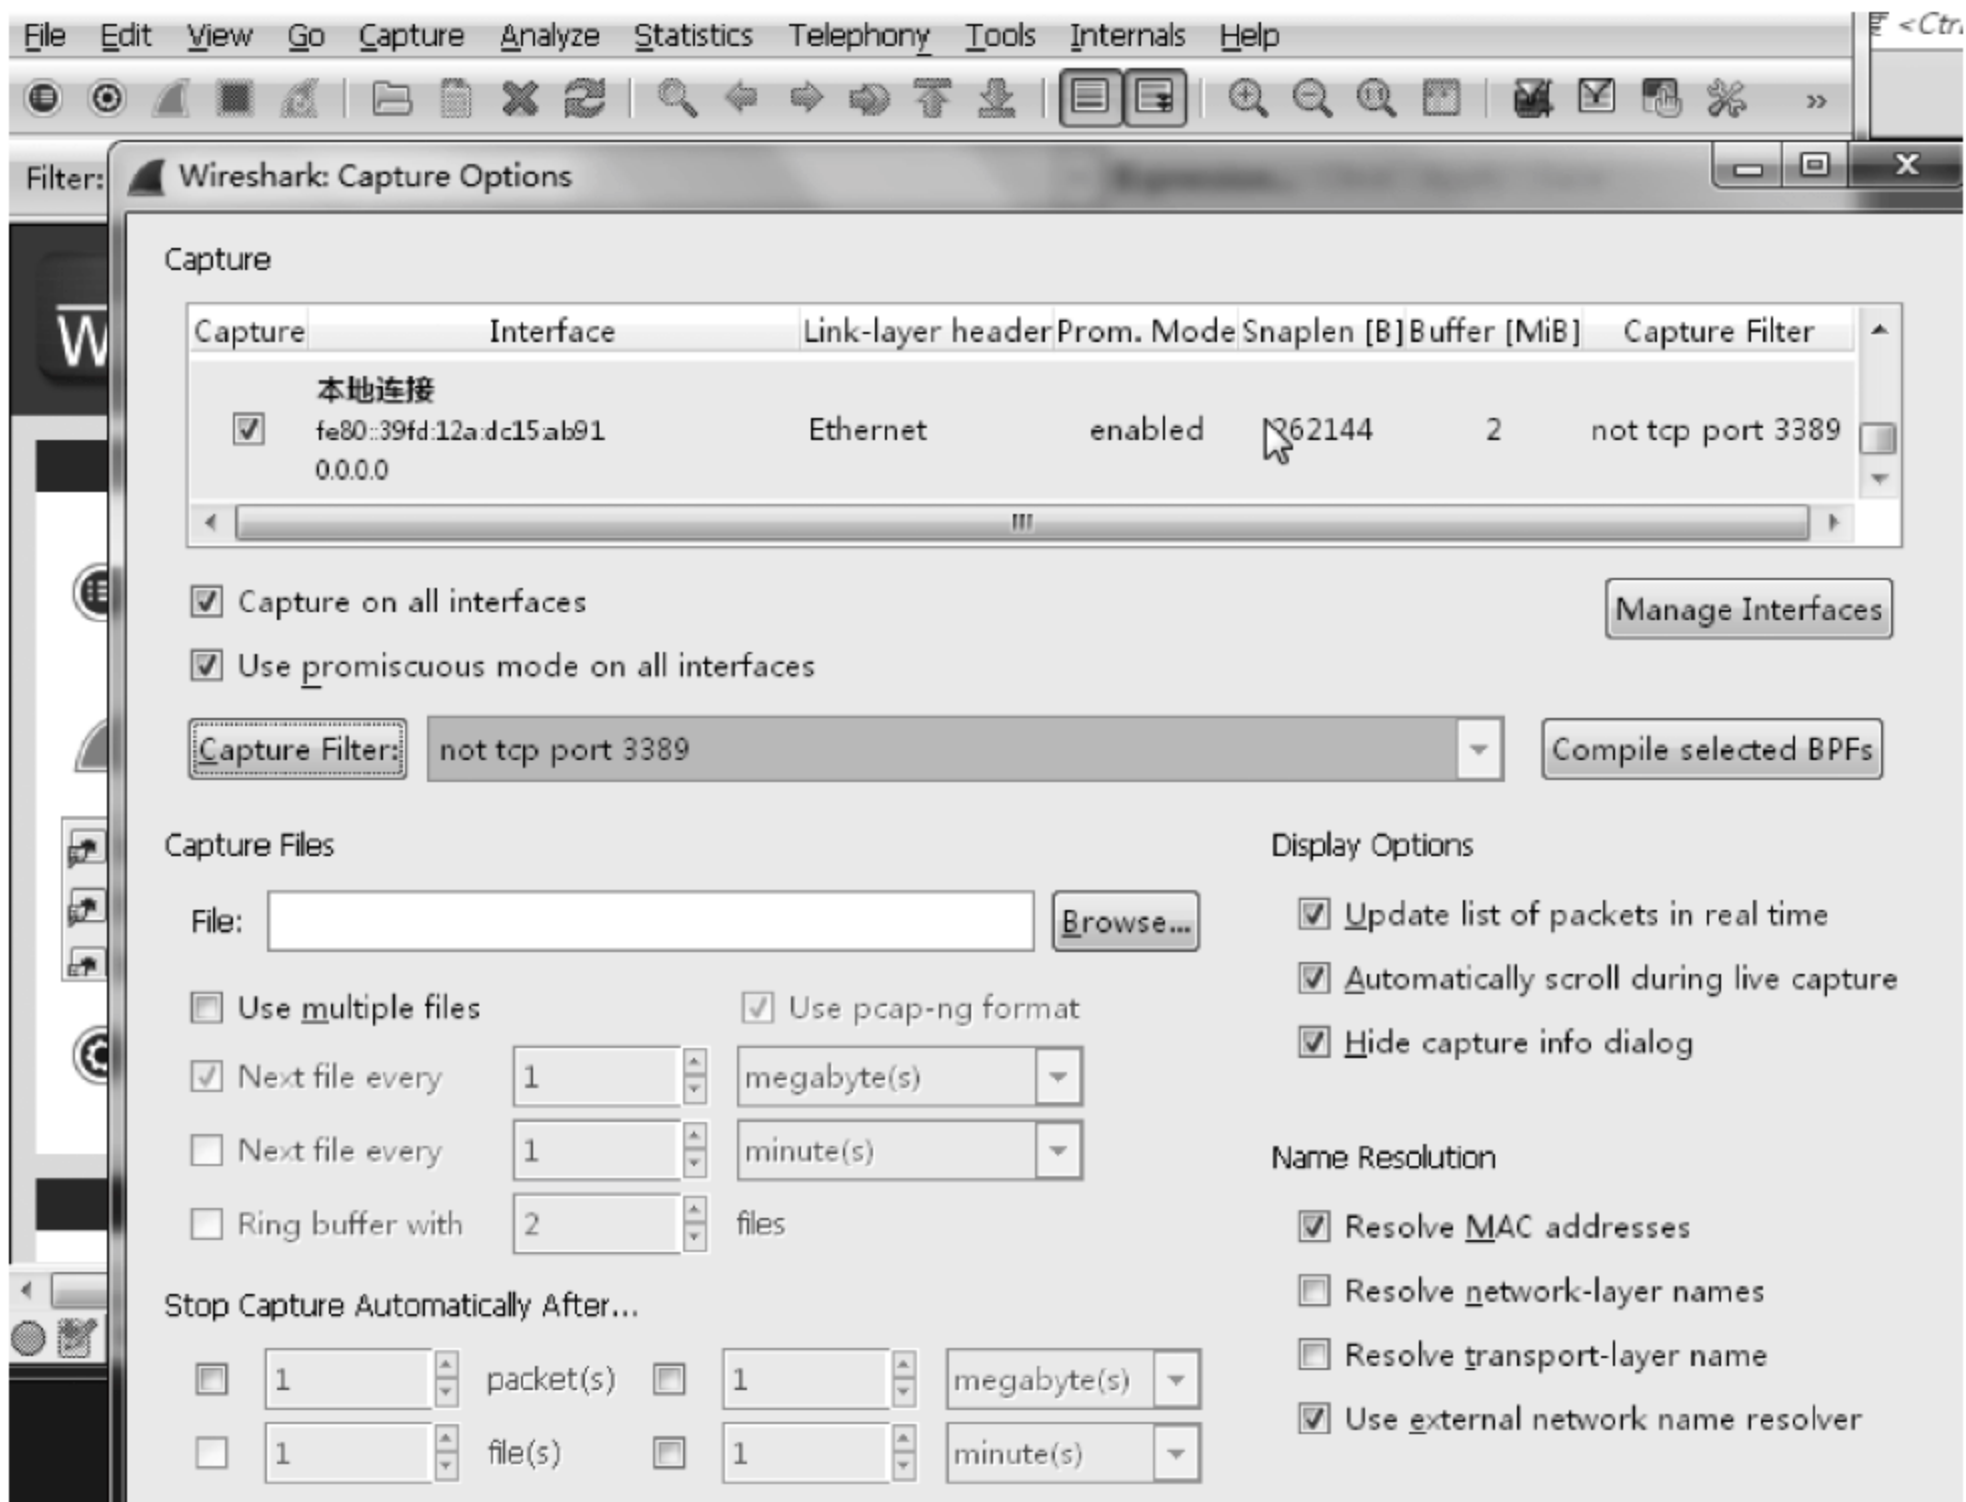 File Edit View Go Capture Analyze Statistics Telephony Tools Internals Help
Filter:
Wireshark: Capture Options
Capture
Capture Interface Link-layer header Prom. Mode Snaplen [B] Buffer [MiB] Capture Filter
本地连接
fe80::39fd:12a:dc15:ab91 Ethernet enabled 262144 2 not tcp port 3389
0.0.0.0
Capture on all interfaces
Manage Interfaces
Use promiscuous mode on all interfaces
Capture Filter: not tcp port 3389 Compile selected BPFs
Capture Files
Display Options
File: Browse...
Update list of packets in real time
Automatically scroll during live capture
Use multiple files Use pcap-ng format
Hide capture info dialog
Next file every 1 megabyte(s)
Next file every 1 minute(s)
Name Resolution
Ring buffer with 2 files
Resolve MAC addresses
Resolve network-layer names
Stop Capture Automatically After...
Resolve transport-layer name
1 packet(s) 1 megabyte(s)
Use external network name resolver
1 file(s) 1 minute(s)